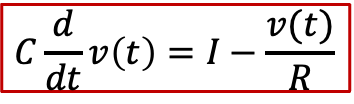 C d/dt v(t) = I − v(t)/R